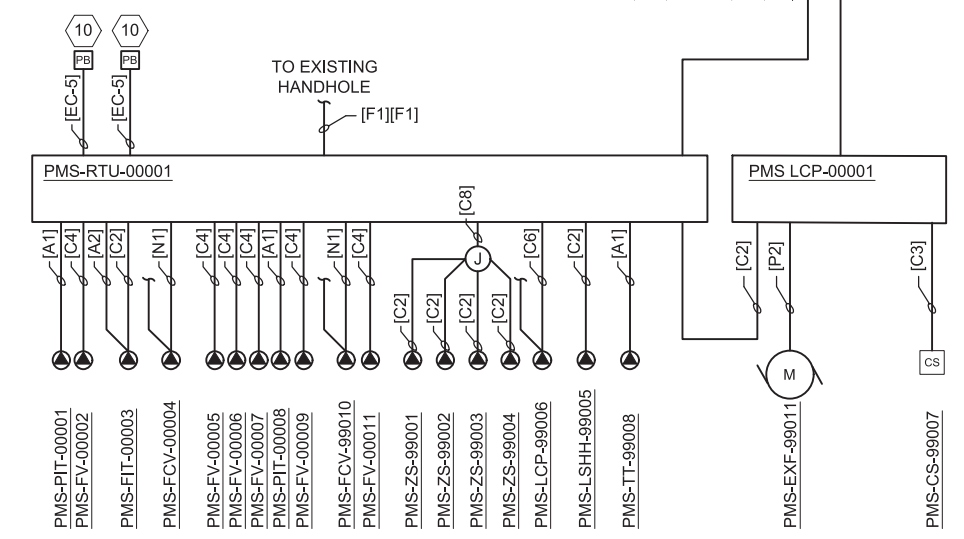 10 10
PB PB
[EC-5] [EC-5]
TO EXISTING
HANDHOLE
[F1][F1]
PMS-RTU-00001
PMS LCP-00001
[C8]
[A1] [C4] [A2] [C2] [N1] [C4] [C4] [C4] [A1] [C4] [N1] [C4] [C6] [C2] [A1] [C2] [P2] [C3]
J
[C2] [C2] [C2] [C2]
M
CS
PMS-PIT-00001
PMS-FV-00002
PMS-FIT-00003
PMS-FCV-00004
PMS-FV-00005
PMS-FV-00006
PMS-FV-00007
PMS-PIT-00008
PMS-FV-00009
PMS-FCV-99010
PMS-FV-00011
PMS-ZS-99001
PMS-ZS-99002
PMS-ZS-99003
PMS-ZS-99004
PMS-LCP-99006
PMS-LSHH-99005
PMS-TT-99008
PMS-EXF-99011
PMS-CS-99007